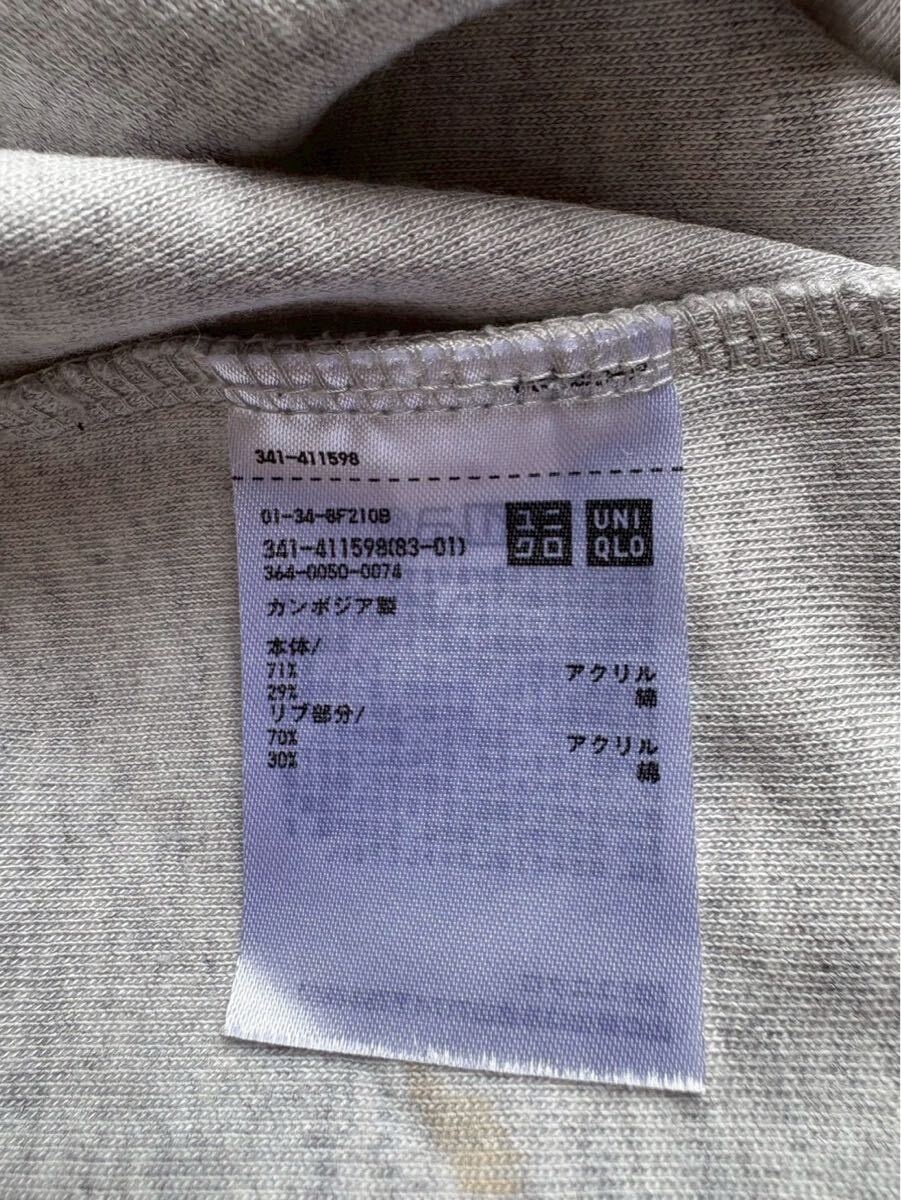 341-411598
01-34-8F210B
ユニクロ
UNIQLO
341-411598(83-01)
364-0050-0074
カンボジア製
本体/
71% アクリル
29% 綿
リブ部分/
70% アクリル
30% 綿